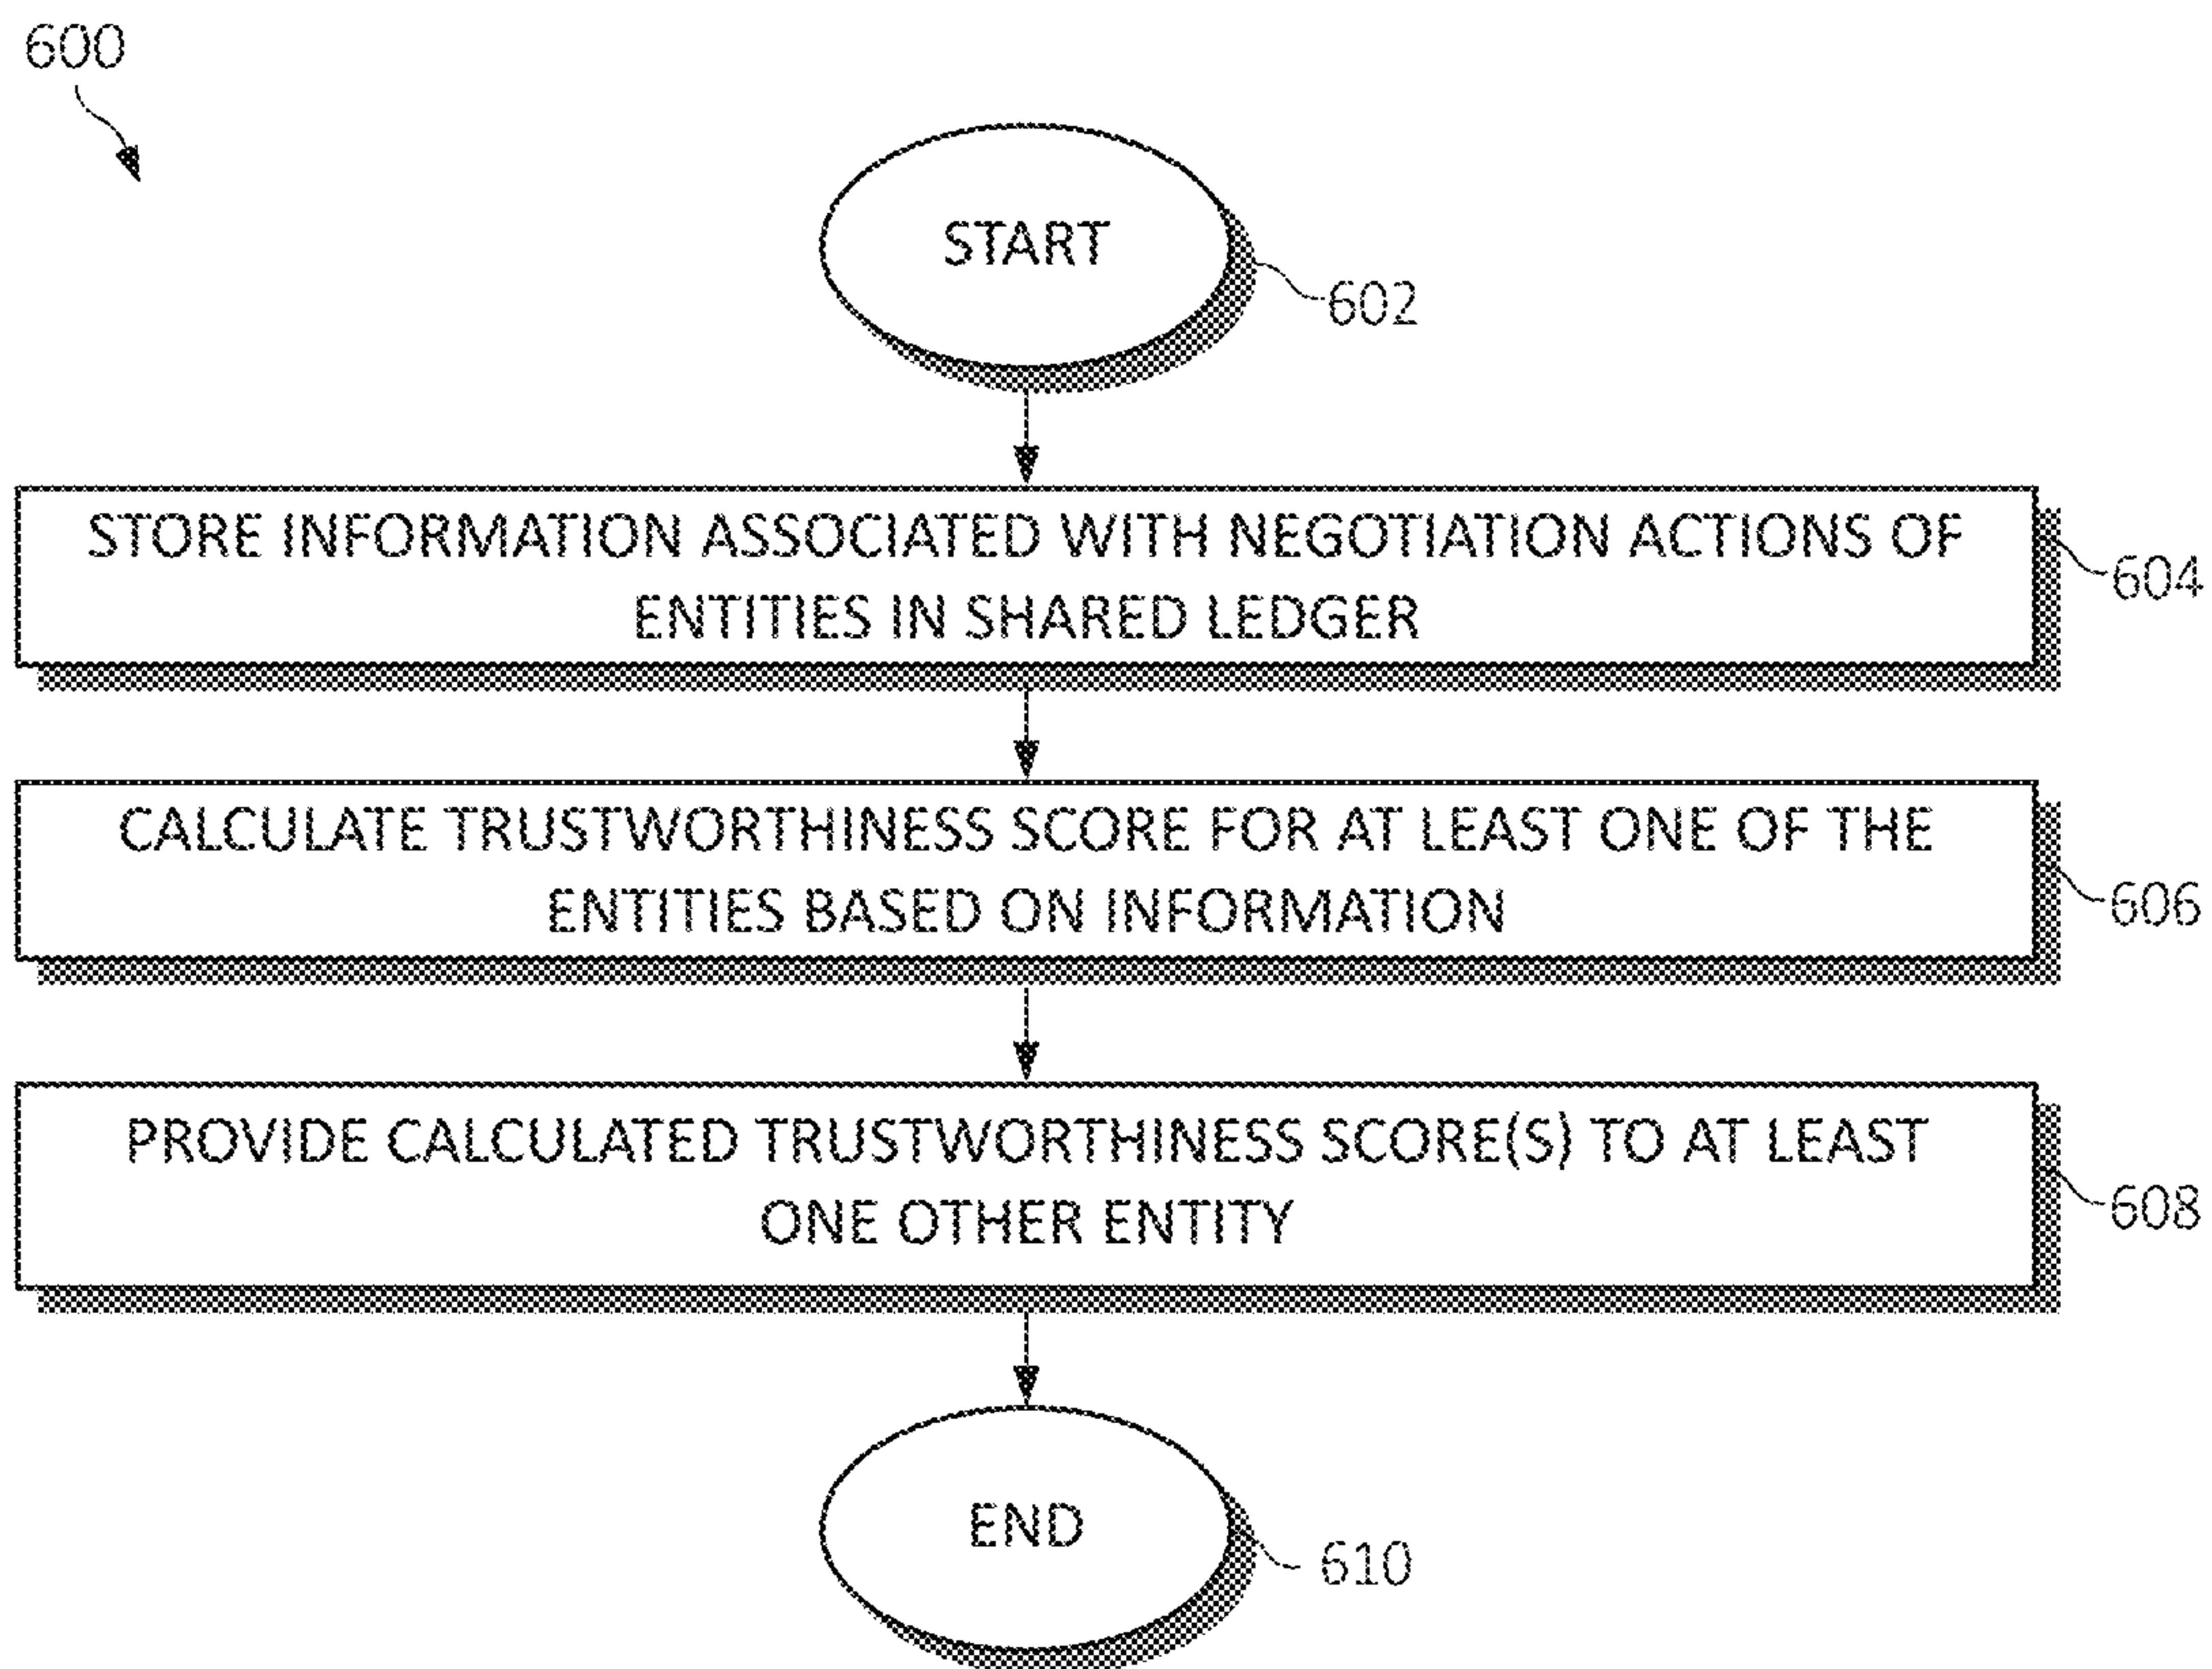 600
START
602
STORE INFORMATION ASSOCIATED WITH NEGOTIATION ACTIONS OF
ENTITIES IN SHARED LEDGER
604
CALCULATE TRUSTWORTHINESS SCORE FOR AT LEAST ONE OF THE
ENTITIES BASED ON INFORMATION
606
PROVIDE CALCULATED TRUSTWORTHINESS SCORE(S) TO AT LEAST
ONE OTHER ENTITY
608
END
610